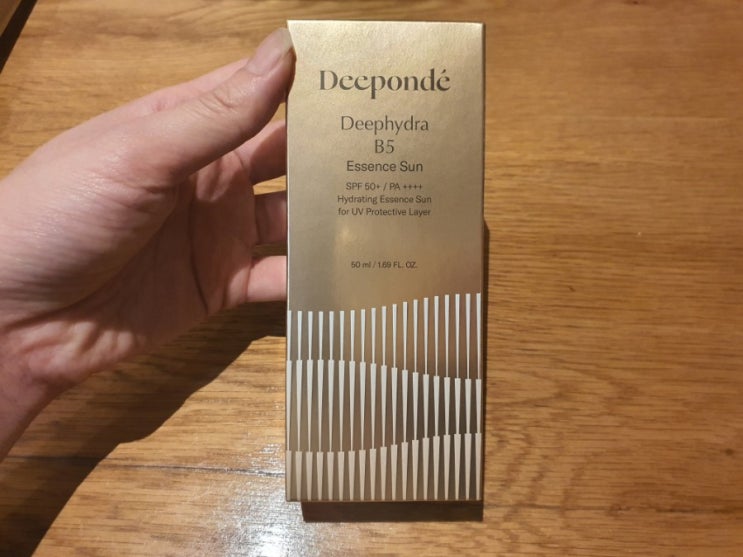 Deepondé
Deephydra
B5
Essence Sun
SPF 50+ / PA ++++
Hydrating Essence Sun
for UV Protective Layer
50 ml / 1.69 FL. OZ.